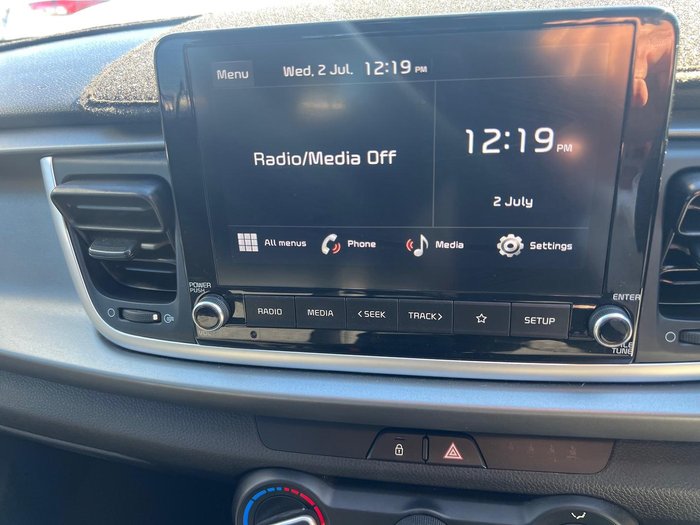 Menu Wed, 2 Jul. 12:19 PM
Radio/Media Off
12:19 PM
2 July
All menus Phone Media Settings
POWER
PUSH
ENTER
RADIO MEDIA <SEEK TRACK> SETUP
TUNE